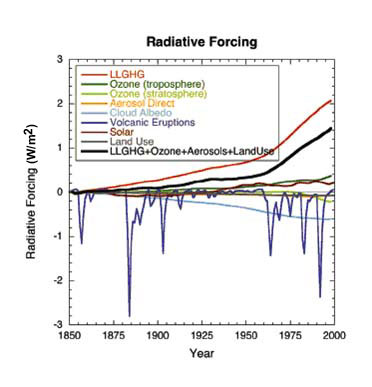 Radiative Forcing
3
LLGHG
Ozone (troposphere)
Ozone (stratosphere)
Aerosol Direct
Cloud Albedo
Volcanic Eruptions
Solar
Land Use
LLGHG+Ozone+Aerosols+LandUse
2
1
0
-1
-2
-3
Radiative Forcing (W/m²)
1850 1875 1900 1925 1950 1975 2000
Year